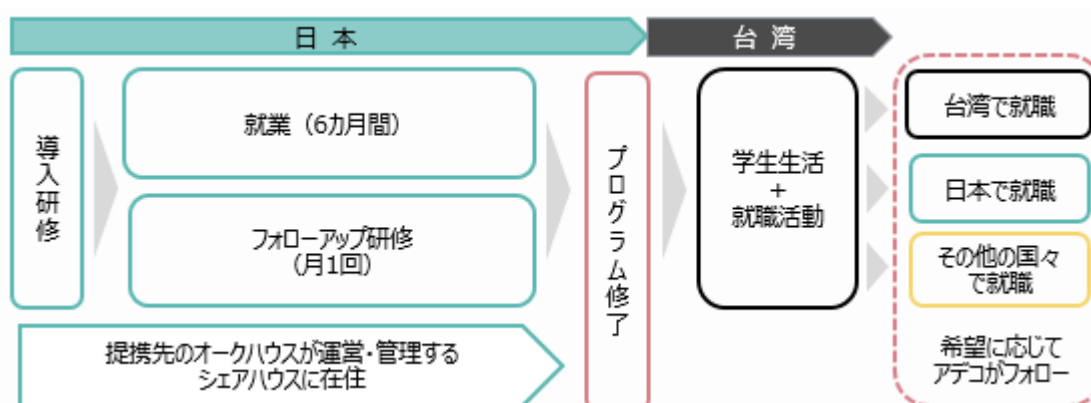 日本
台湾
導入研修
就業（6カ月間）
フォローアップ研修
（月1回）
提携先のオークハウスが運営・管理する
シェアハウスに在住
プログラム修了
学生生活
+
就職活動
台湾で就職
日本で就職
その他の国々
で就職
希望に応じて
アデコがフォロー